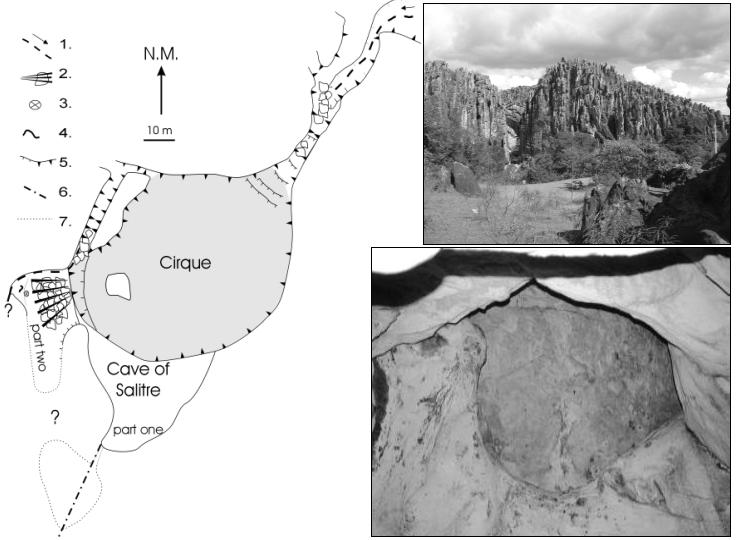 1.
2.
3.
4.
5.
6.
7.
N.M.
10 m
Cirque
?
part two
Cave of
Salitre
?
part one